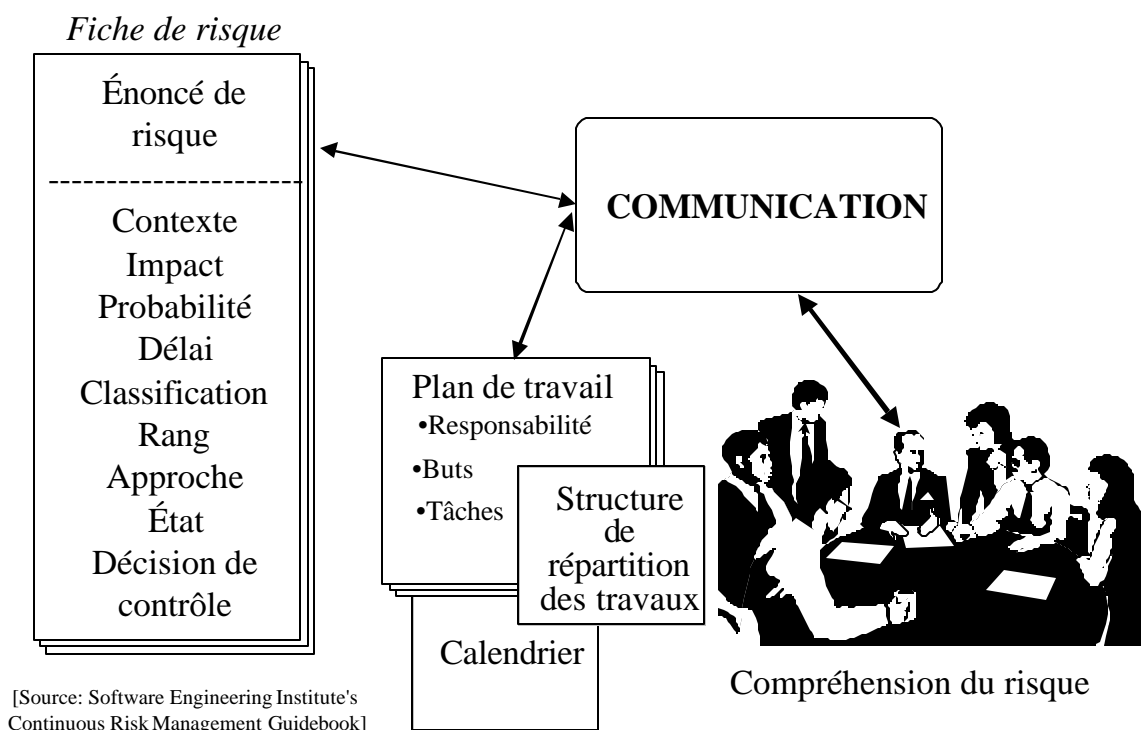 Fiche de risque
Énoncé de
risque
Contexte
Impact
Probabilité
Délai
Classification
Rang
Approche
État
Décision de
contrôle
[Source: Software Engineering Institute's
Continuous Risk Management Guidebook]
COMMUNICATION
Plan de travail
•Responsabilité
•Buts
•Tâches
Structure
de
répartition
des travaux
Calendrier
Compréhension du risque